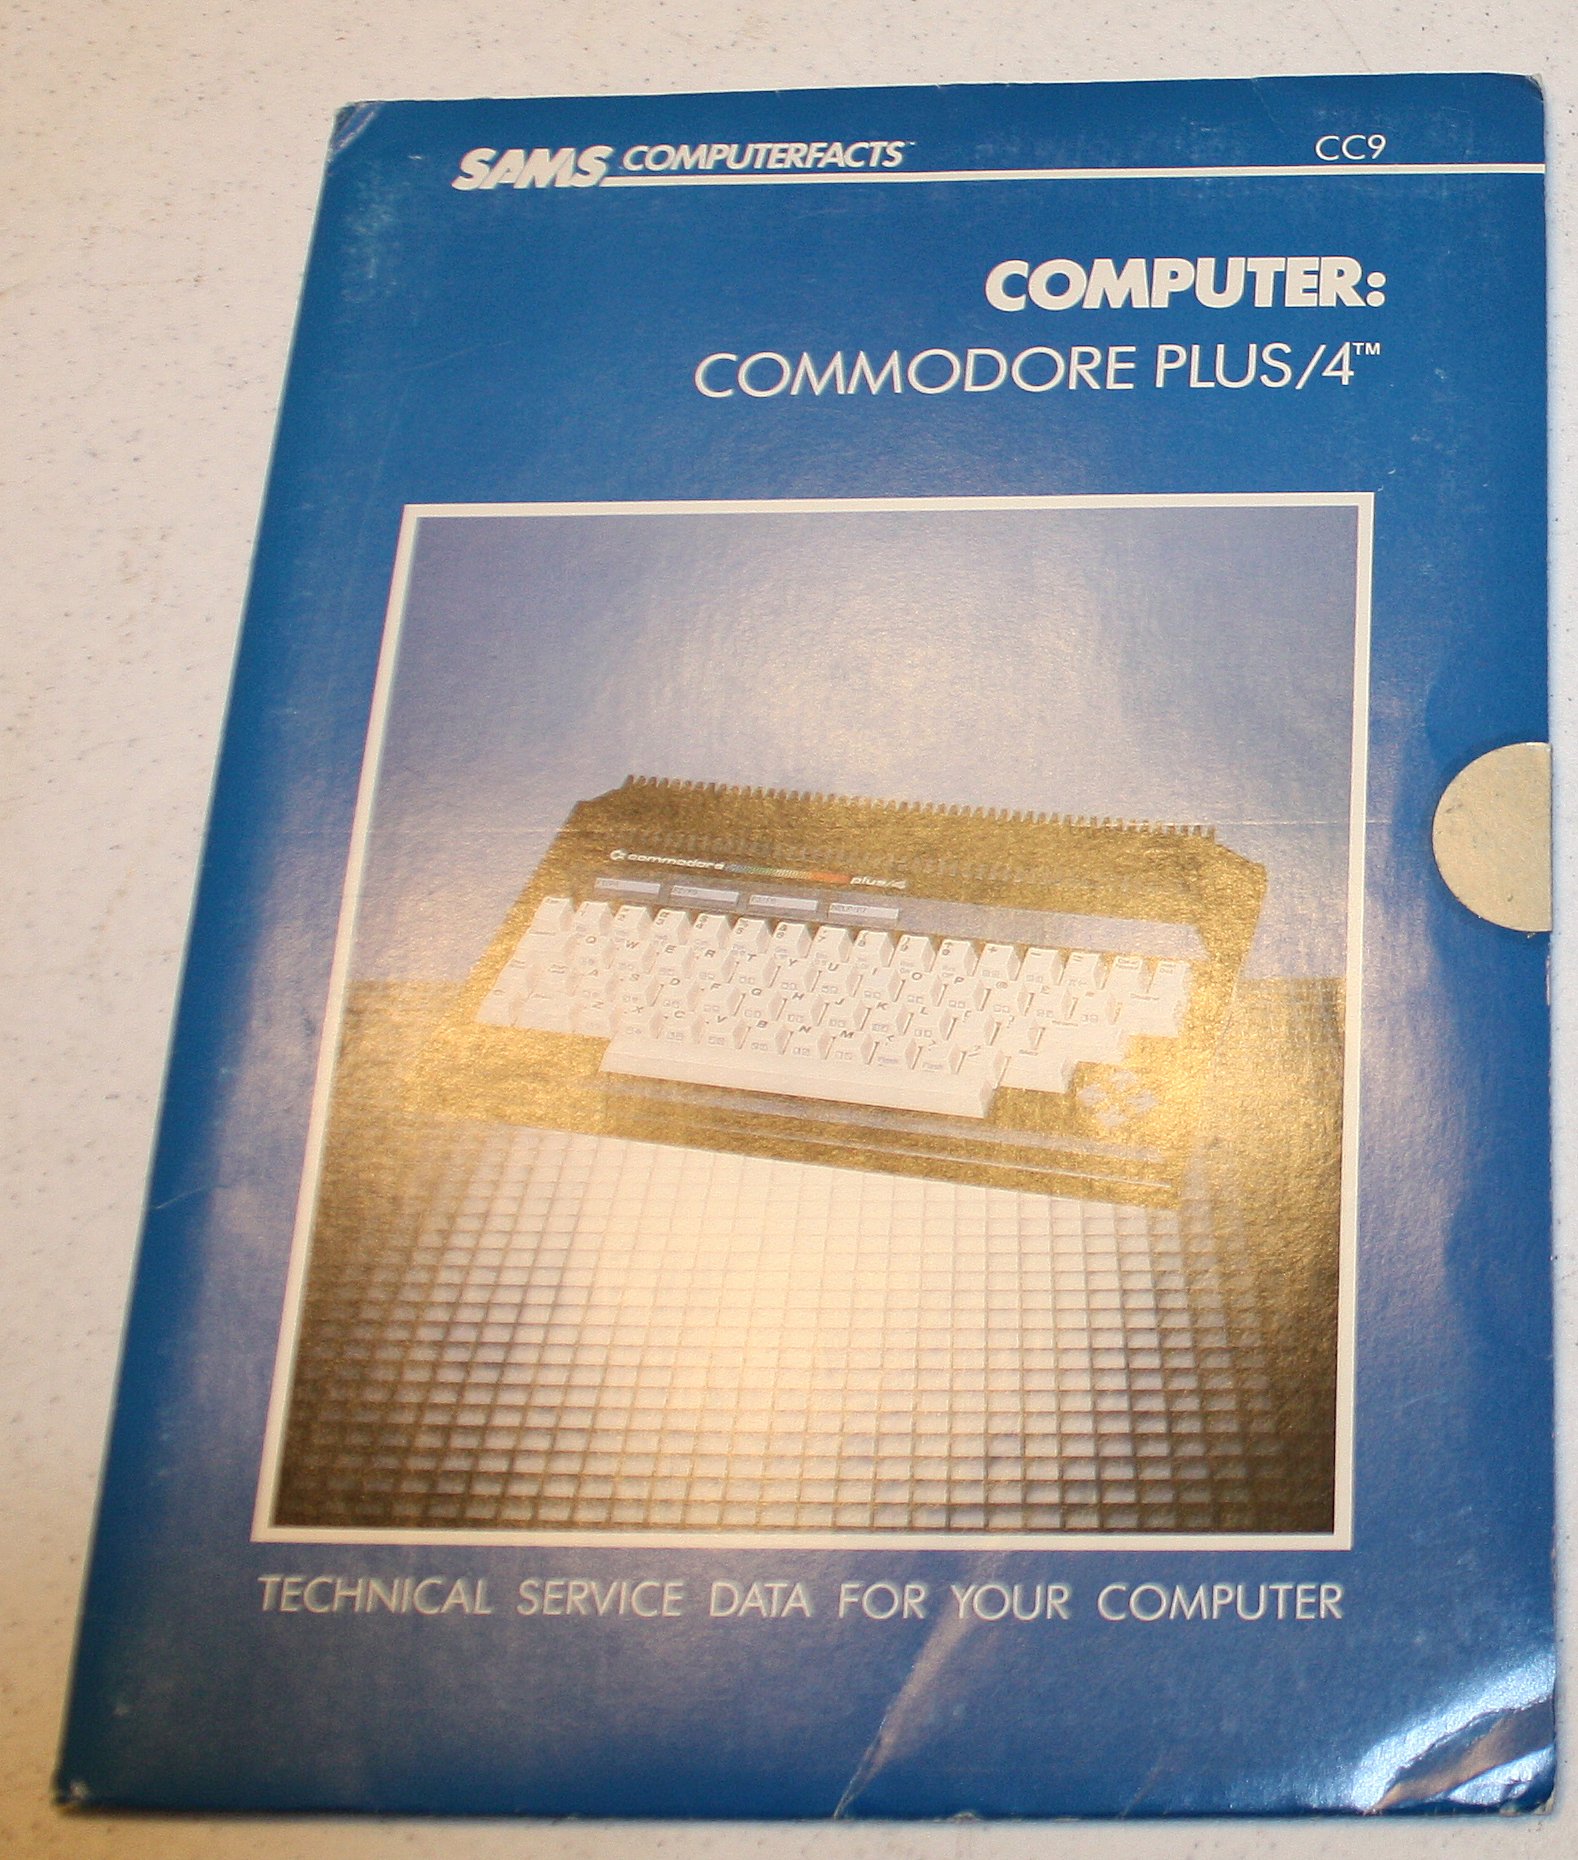 SAMS COMPUTERFACTS™ CC9
COMPUTER:
COMMODORE PLUS/4™
commodore plus/4
Q W E R T Y U I O P @
A S D F G H J K L
Z X C V B N M
TECHNICAL SERVICE DATA FOR YOUR COMPUTER